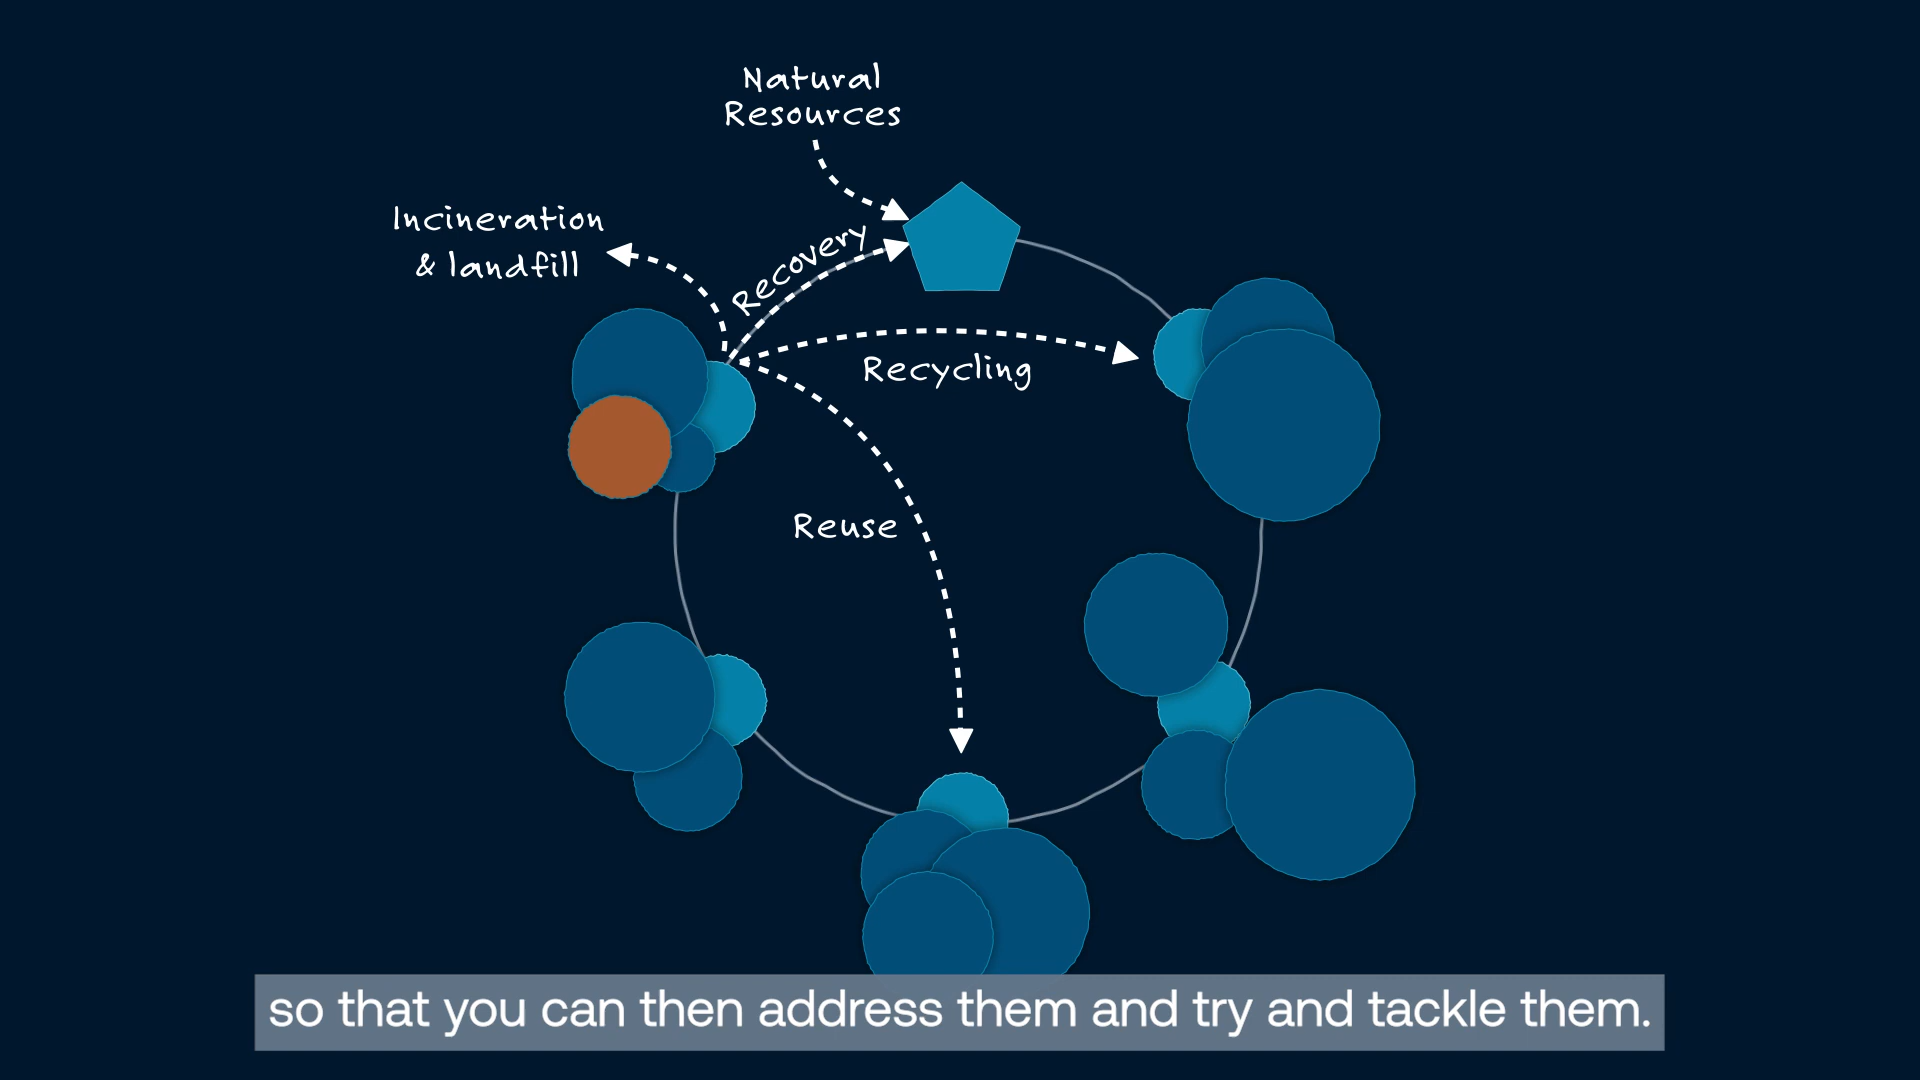 Natural
Resources
Incineration
& landfill
Recovery
Recycling
Reuse
so that you can then address them and try and tackle them.